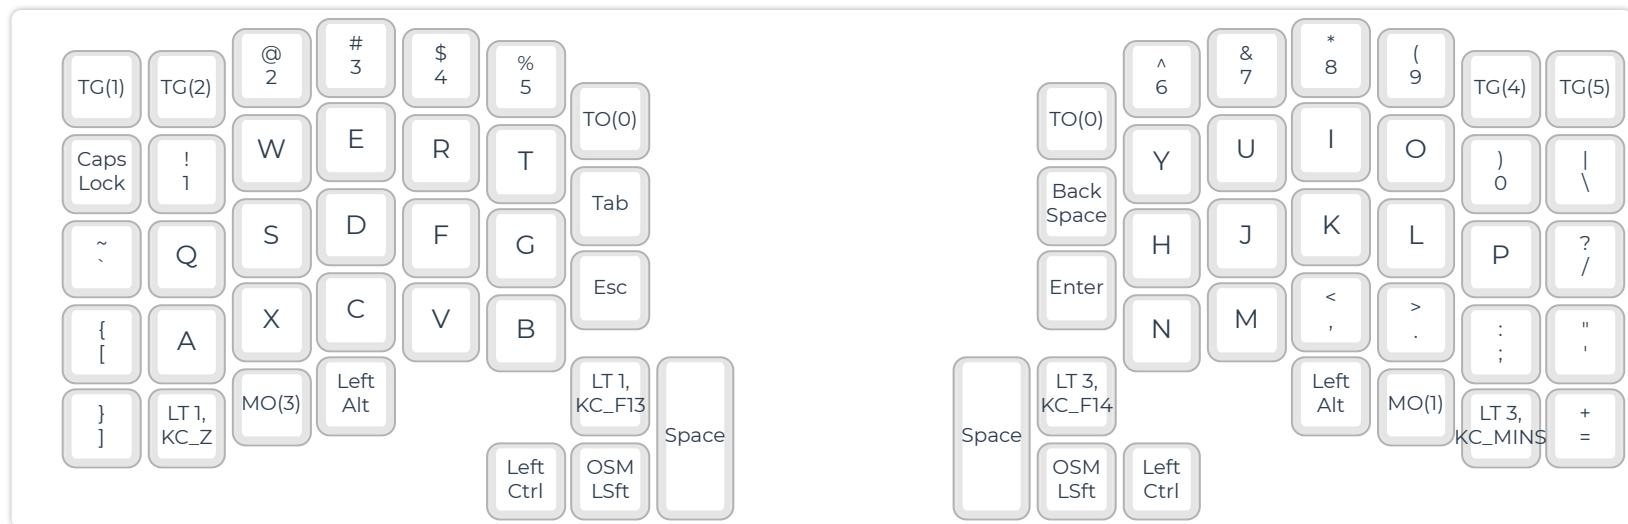 TG(1)
TG(2)
@
2
#
3
$
4
%
5
TO(0)
Caps
Lock
!
1
W
E
R
T
Tab
~
`
Q
S
D
F
G
Esc
{
[
A
X
C
V
B
}
]
LT 1,
KC_Z
MO(3)
Left
Alt
LT 1,
KC_F13
Space
Left
Ctrl
OSM
LSft
TO(0)
^
6
&
7
*
8
(
9
TG(4)
TG(5)
Back
Space
Y
U
I
O
)
0
|
\
Enter
H
J
K
L
P
?
/
N
M
<
,
>
.
:
;
"
'
Space
LT 3,
KC_F14
Left
Alt
MO(1)
LT 3,
KC_MINS
+
=
OSM
LSft
Left
Ctrl